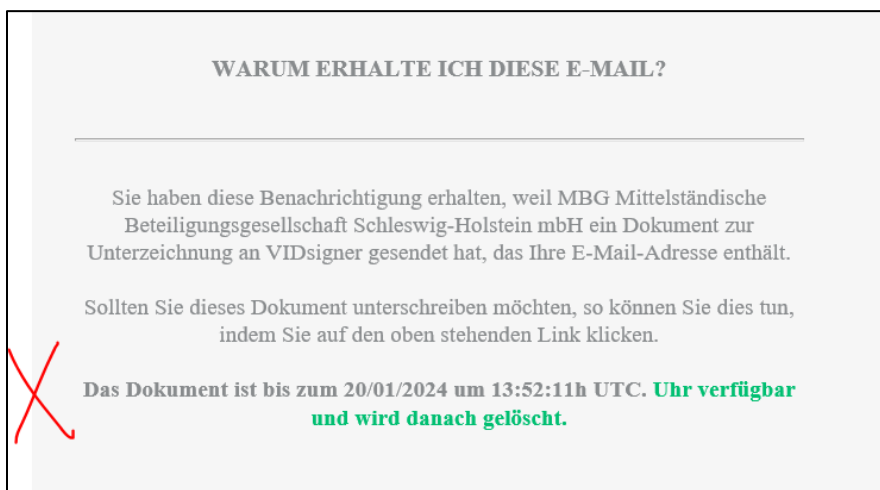 WARUM ERHALTE ICH DIESE E-MAIL?
Sie haben diese Benachrichtigung erhalten, weil MBG Mittelständische
Beteiligungsgesellschaft Schleswig-Holstein mbH ein Dokument zur
Unterzeichnung an VIDsigner gesendet hat, das Ihre E-Mail-Adresse enthält.
Sollten Sie dieses Dokument unterschreiben möchten, so können Sie dies tun,
indem Sie auf den oben stehenden Link klicken.
Das Dokument ist bis zum 20/01/2024 um 13:52:11h UTC. Uhr verfügbar
und wird danach gelöscht.